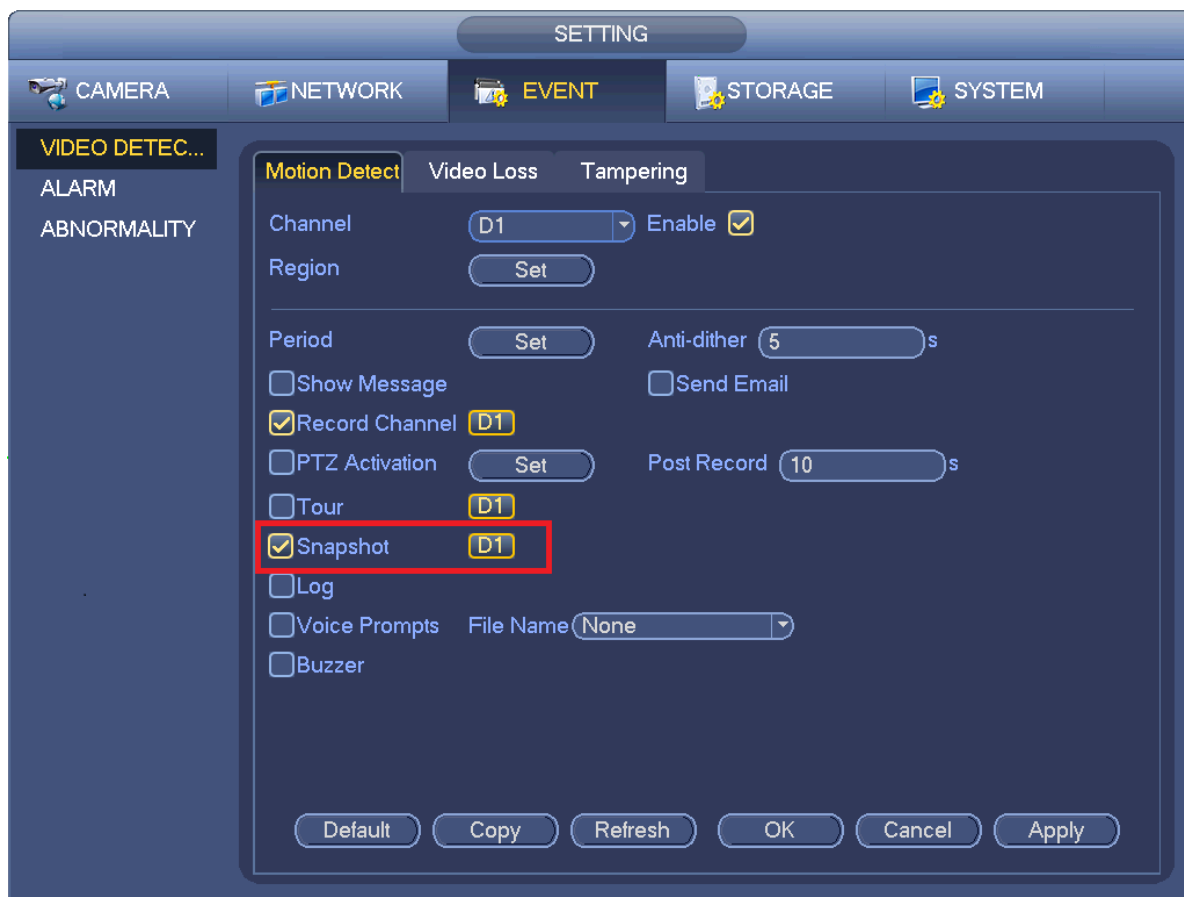 SETTING
CAMERA NETWORK EVENT STORAGE SYSTEM
VIDEO DETEC...
ALARM
ABNORMALITY
Motion Detect Video Loss Tampering
Channel D1 Enable
Region Set
Period Set Anti-dither 5 s
Show Message Send Email
Record Channel D1
PTZ Activation Set Post Record 10 s
Tour D1
Snapshot D1
Log
Voice Prompts File Name None
Buzzer
Default Copy Refresh OK Cancel Apply